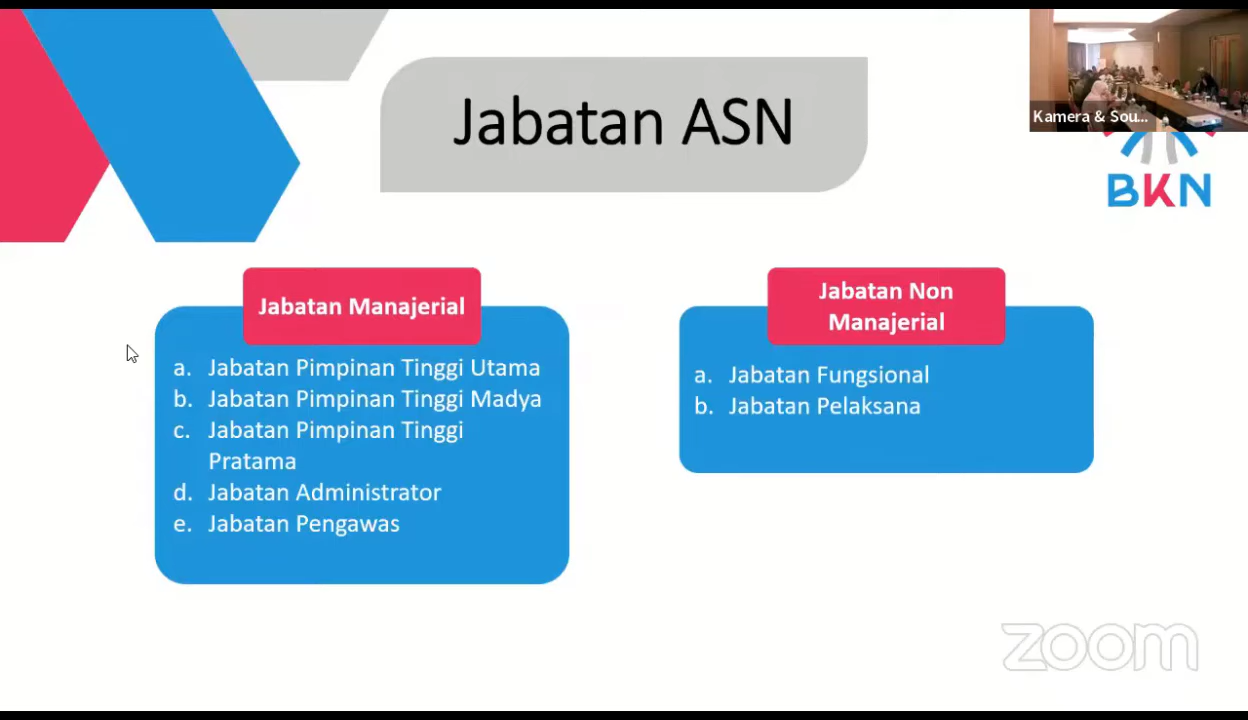 Jabatan ASN
Kamera & Sou...
BKN
Jabatan Manajerial
a. Jabatan Pimpinan Tinggi Utama
b. Jabatan Pimpinan Tinggi Madya
c. Jabatan Pimpinan Tinggi
Pratama
d. Jabatan Administrator
e. Jabatan Pengawas
Jabatan Non
Manajerial
a. Jabatan Fungsional
b. Jabatan Pelaksana
zoom